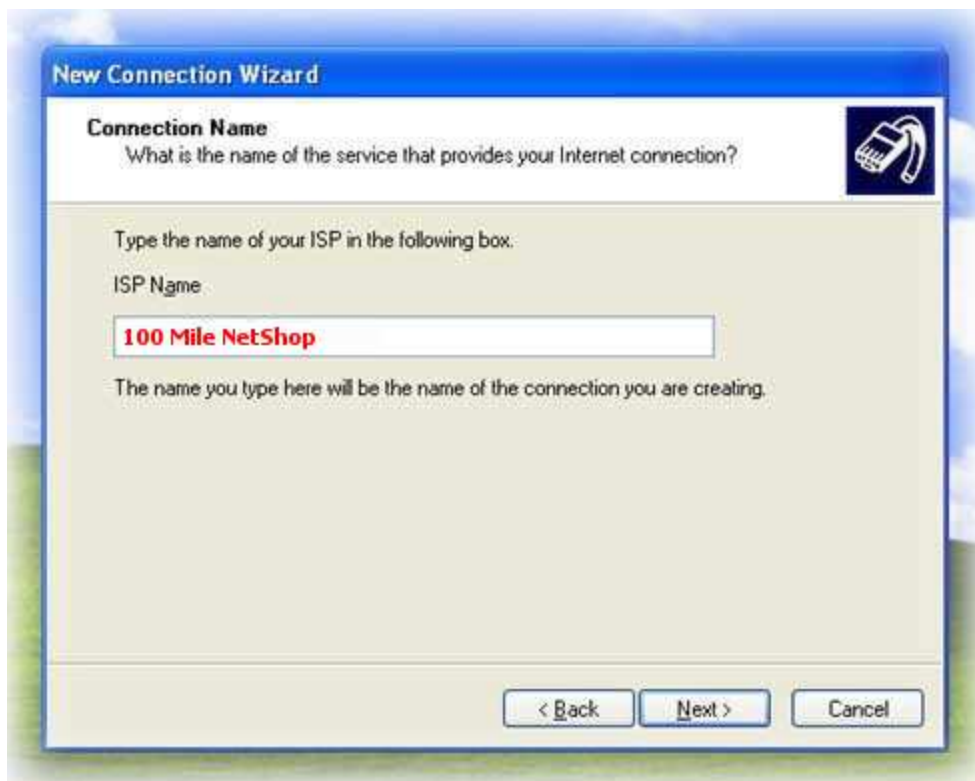 New Connection Wizard
Connection Name
What is the name of the service that provides your Internet connection?
Type the name of your ISP in the following box.
ISP Name
100 Mile NetShop
The name you type here will be the name of the connection you are creating.
< Back Next > Cancel